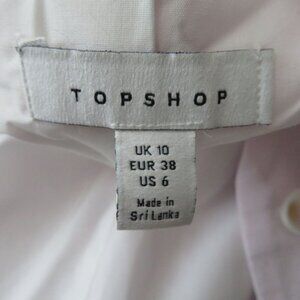 TOPSHOP
UK 10
EUR 38
US 6
Made in
Sri Lanka